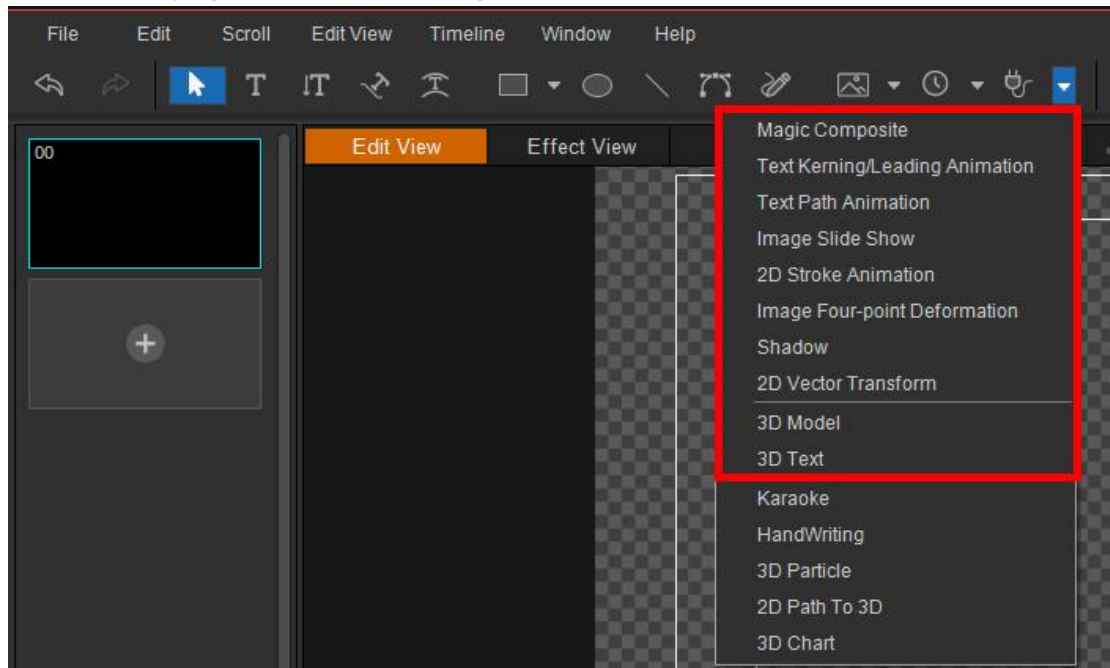 File Edit Scroll Edit View Timeline Window Help
T IT T
00
Edit View Effect View
Magic Composite
Text Kerning/Leading Animation
Text Path Animation
Image Slide Show
2D Stroke Animation
Image Four-point Deformation
Shadow
2D Vector Transform
3D Model
3D Text
Karaoke
HandWriting
3D Particle
2D Path To 3D
3D Chart